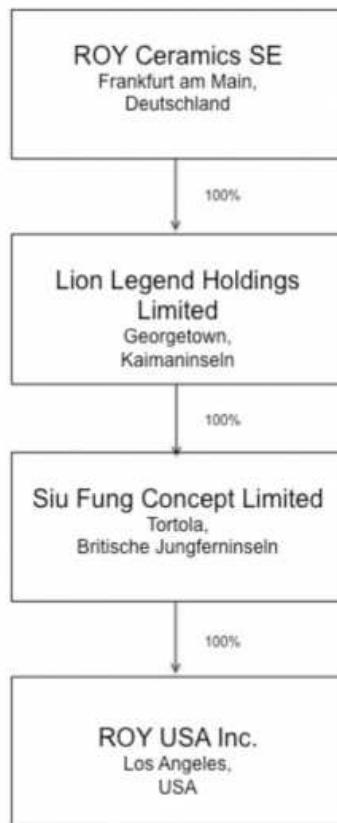 ROY Ceramics SE
Frankfurt am Main,
Deutschland
100%
Lion Legend Holdings
Limited
Georgetown,
Kaimaninseln
100%
Siu Fung Concept Limited
Tortola,
Britische Jungferninseln
100%
ROY USA Inc.
Los Angeles,
USA